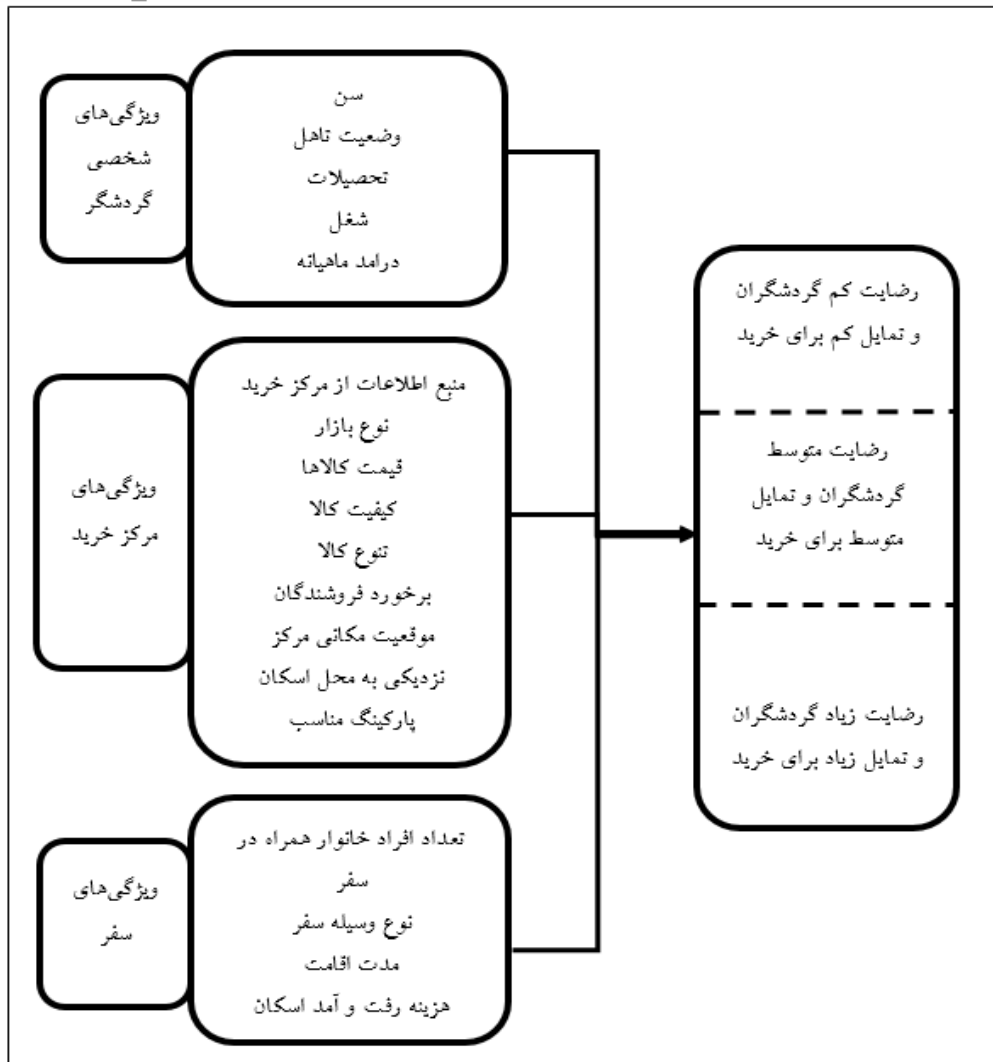 ویژگی‌های
شخصی
گردشگر
سن
وضعیت تاهل
تحصیلات
شغل
درامد ماهیانه
ویژگی‌های
مرکز خرید
منبع اطلاعات از مرکز خرید
نوع بازار
قیمت کالاها
کیفیت کالا
تنوع کالا
برخورد فروشندگان
موقعیت مکانی مرکز
نزدیکی به محل اسکان
پارکینگ مناسب
ویژگی‌های
سفر
تعداد افراد خانوار همراه در
سفر
نوع وسیله سفر
مدت اقامت
هزینه رفت و آمد اسکان
رضایت کم گردشگران
و تمایل کم برای خرید
رضایت متوسط
گردشگران و تمایل
متوسط برای خرید
رضایت زیاد گردشگران
و تمایل زیاد برای خرید